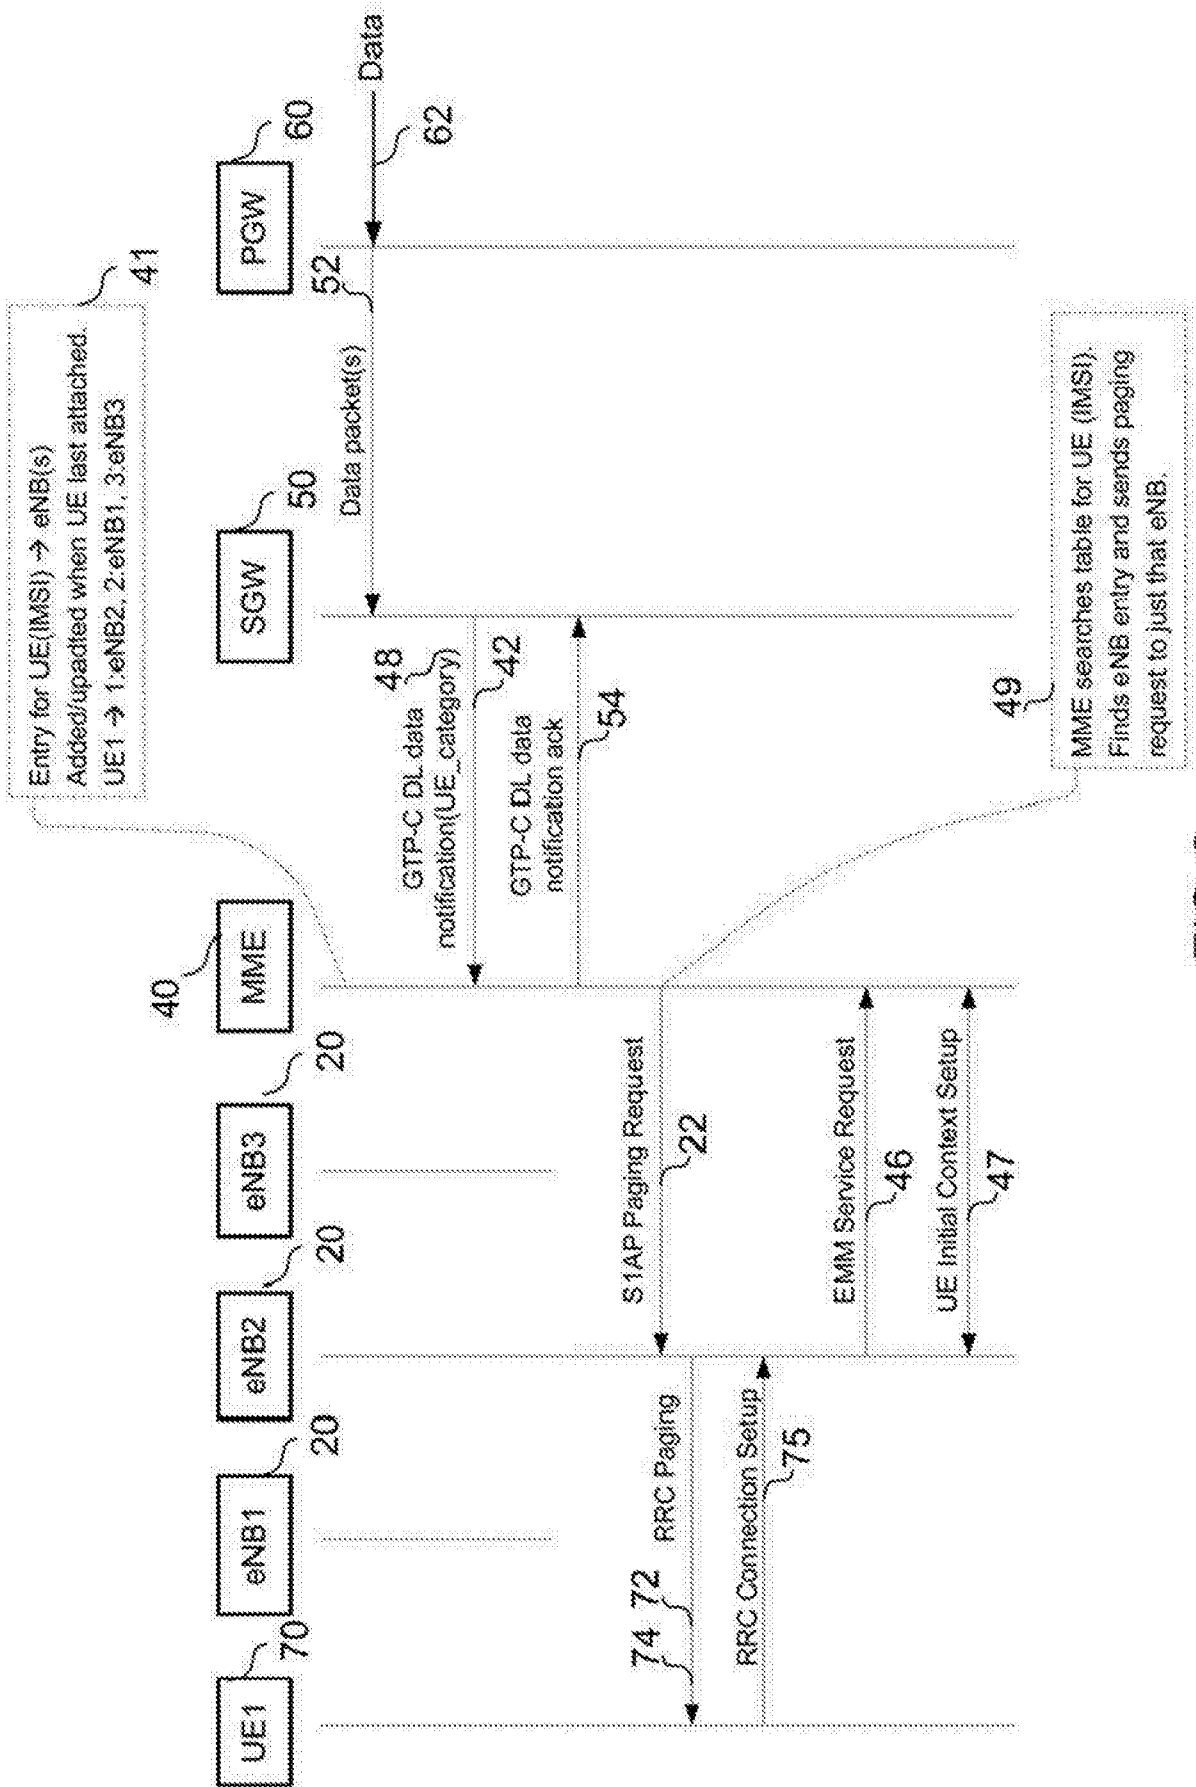 Entry for UE(IMSI) → eNB(s)
Added/upadted when UE last attached.
UE1 → 1:eNB2, 2:eNB1, 3:eNB3
41
UE1
70
eNB1
20
eNB2
20
eNB3
20
40
MME
SGW
50
PGW
60
Data
62
Data packet(s)
52
GTP-C DL data
48
notification(UE_category)
42
GTP-C DL data
notification ack
54
S1AP Paging Request
22
RRC Paging
74
72
RRC Connection Setup
75
EMM Service Request
46
UE Initial Context Setup
47
49
MME searches table for UE (IMSI).
Finds eNB entry and sends paging
request to just that eNB.